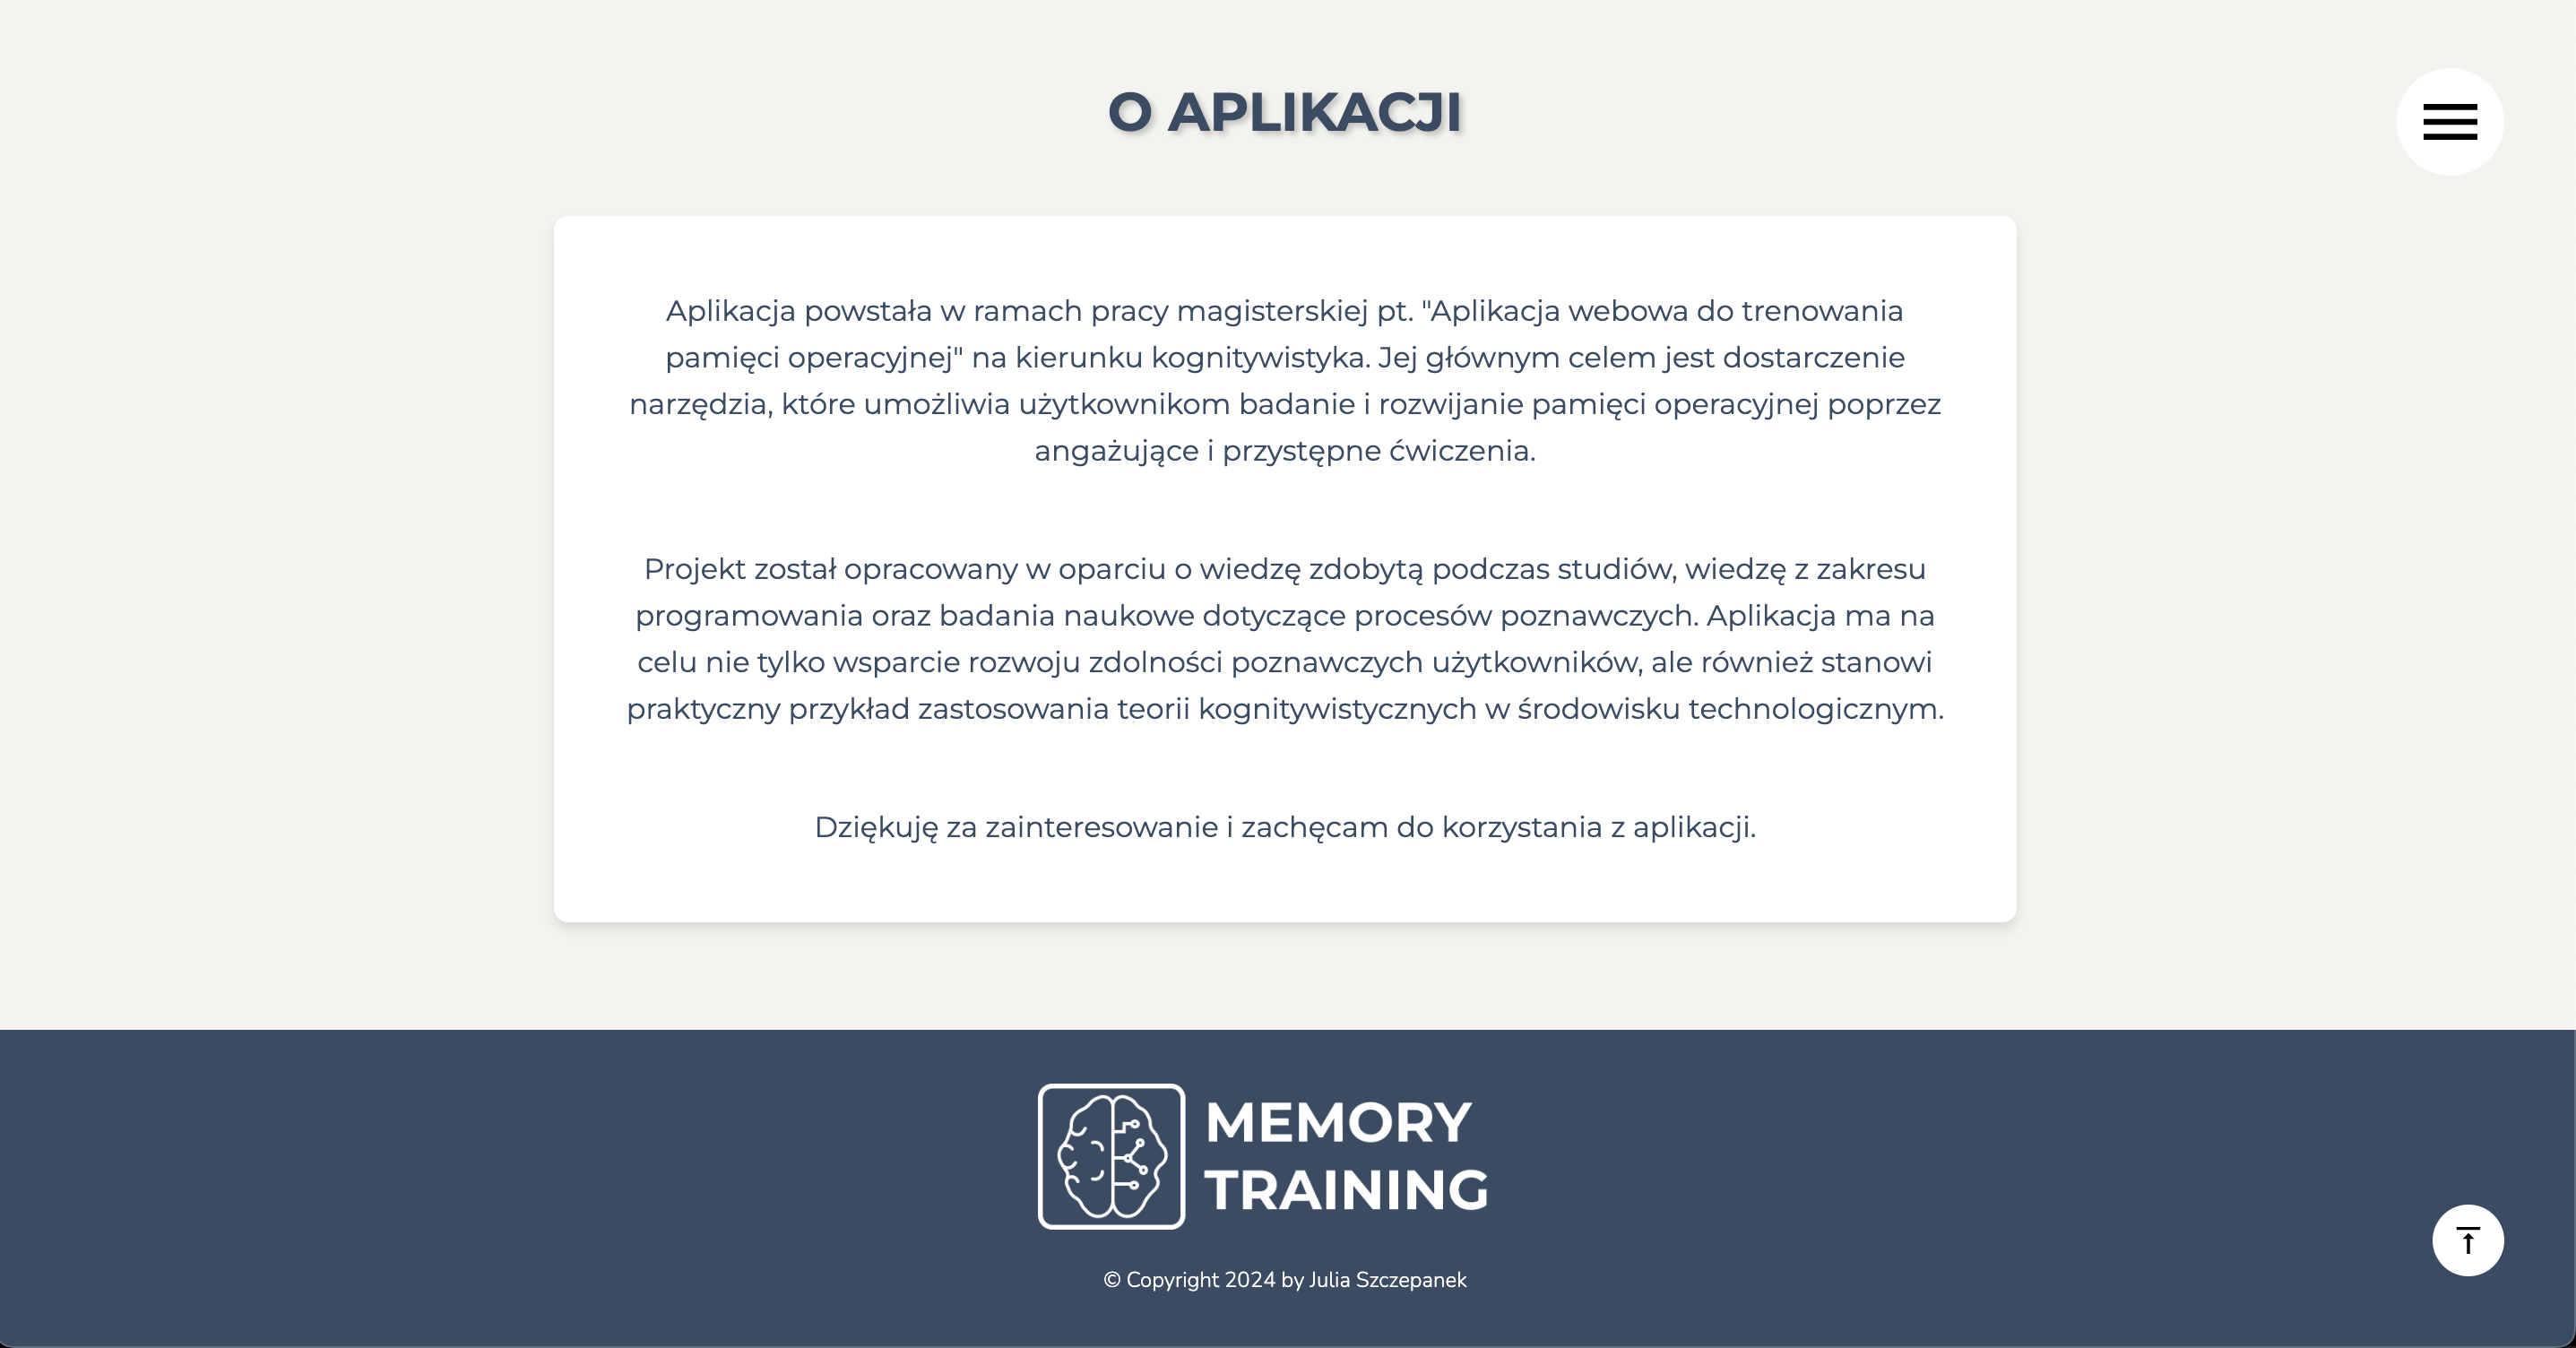 O APLIKACJI
Aplikacja powstała w ramach pracy magisterskiej pt. "Aplikacja webowa do trenowania
pamięci operacyjnej" na kierunku kognitywistyka. Jej głównym celem jest dostarczenie
narzędzia, które umożliwia użytkownikom badanie i rozwijanie pamięci operacyjnej poprzez
angażujące i przystępne ćwiczenia.
Projekt został opracowany w oparciu o wiedzę zdobytą podczas studiów, wiedzę z zakresu
programowania oraz badania naukowe dotyczące procesów poznawczych. Aplikacja ma na
celu nie tylko wsparcie rozwoju zdolności poznawczych użytkowników, ale również stanowi
praktyczny przykład zastosowania teorii kognitywistycznych w środowisku technologicznym.
Dziękuję za zainteresowanie i zachęcam do korzystania z aplikacji.
MEMORY
TRAINING
© Copyright 2024 by Julia Szczepanek